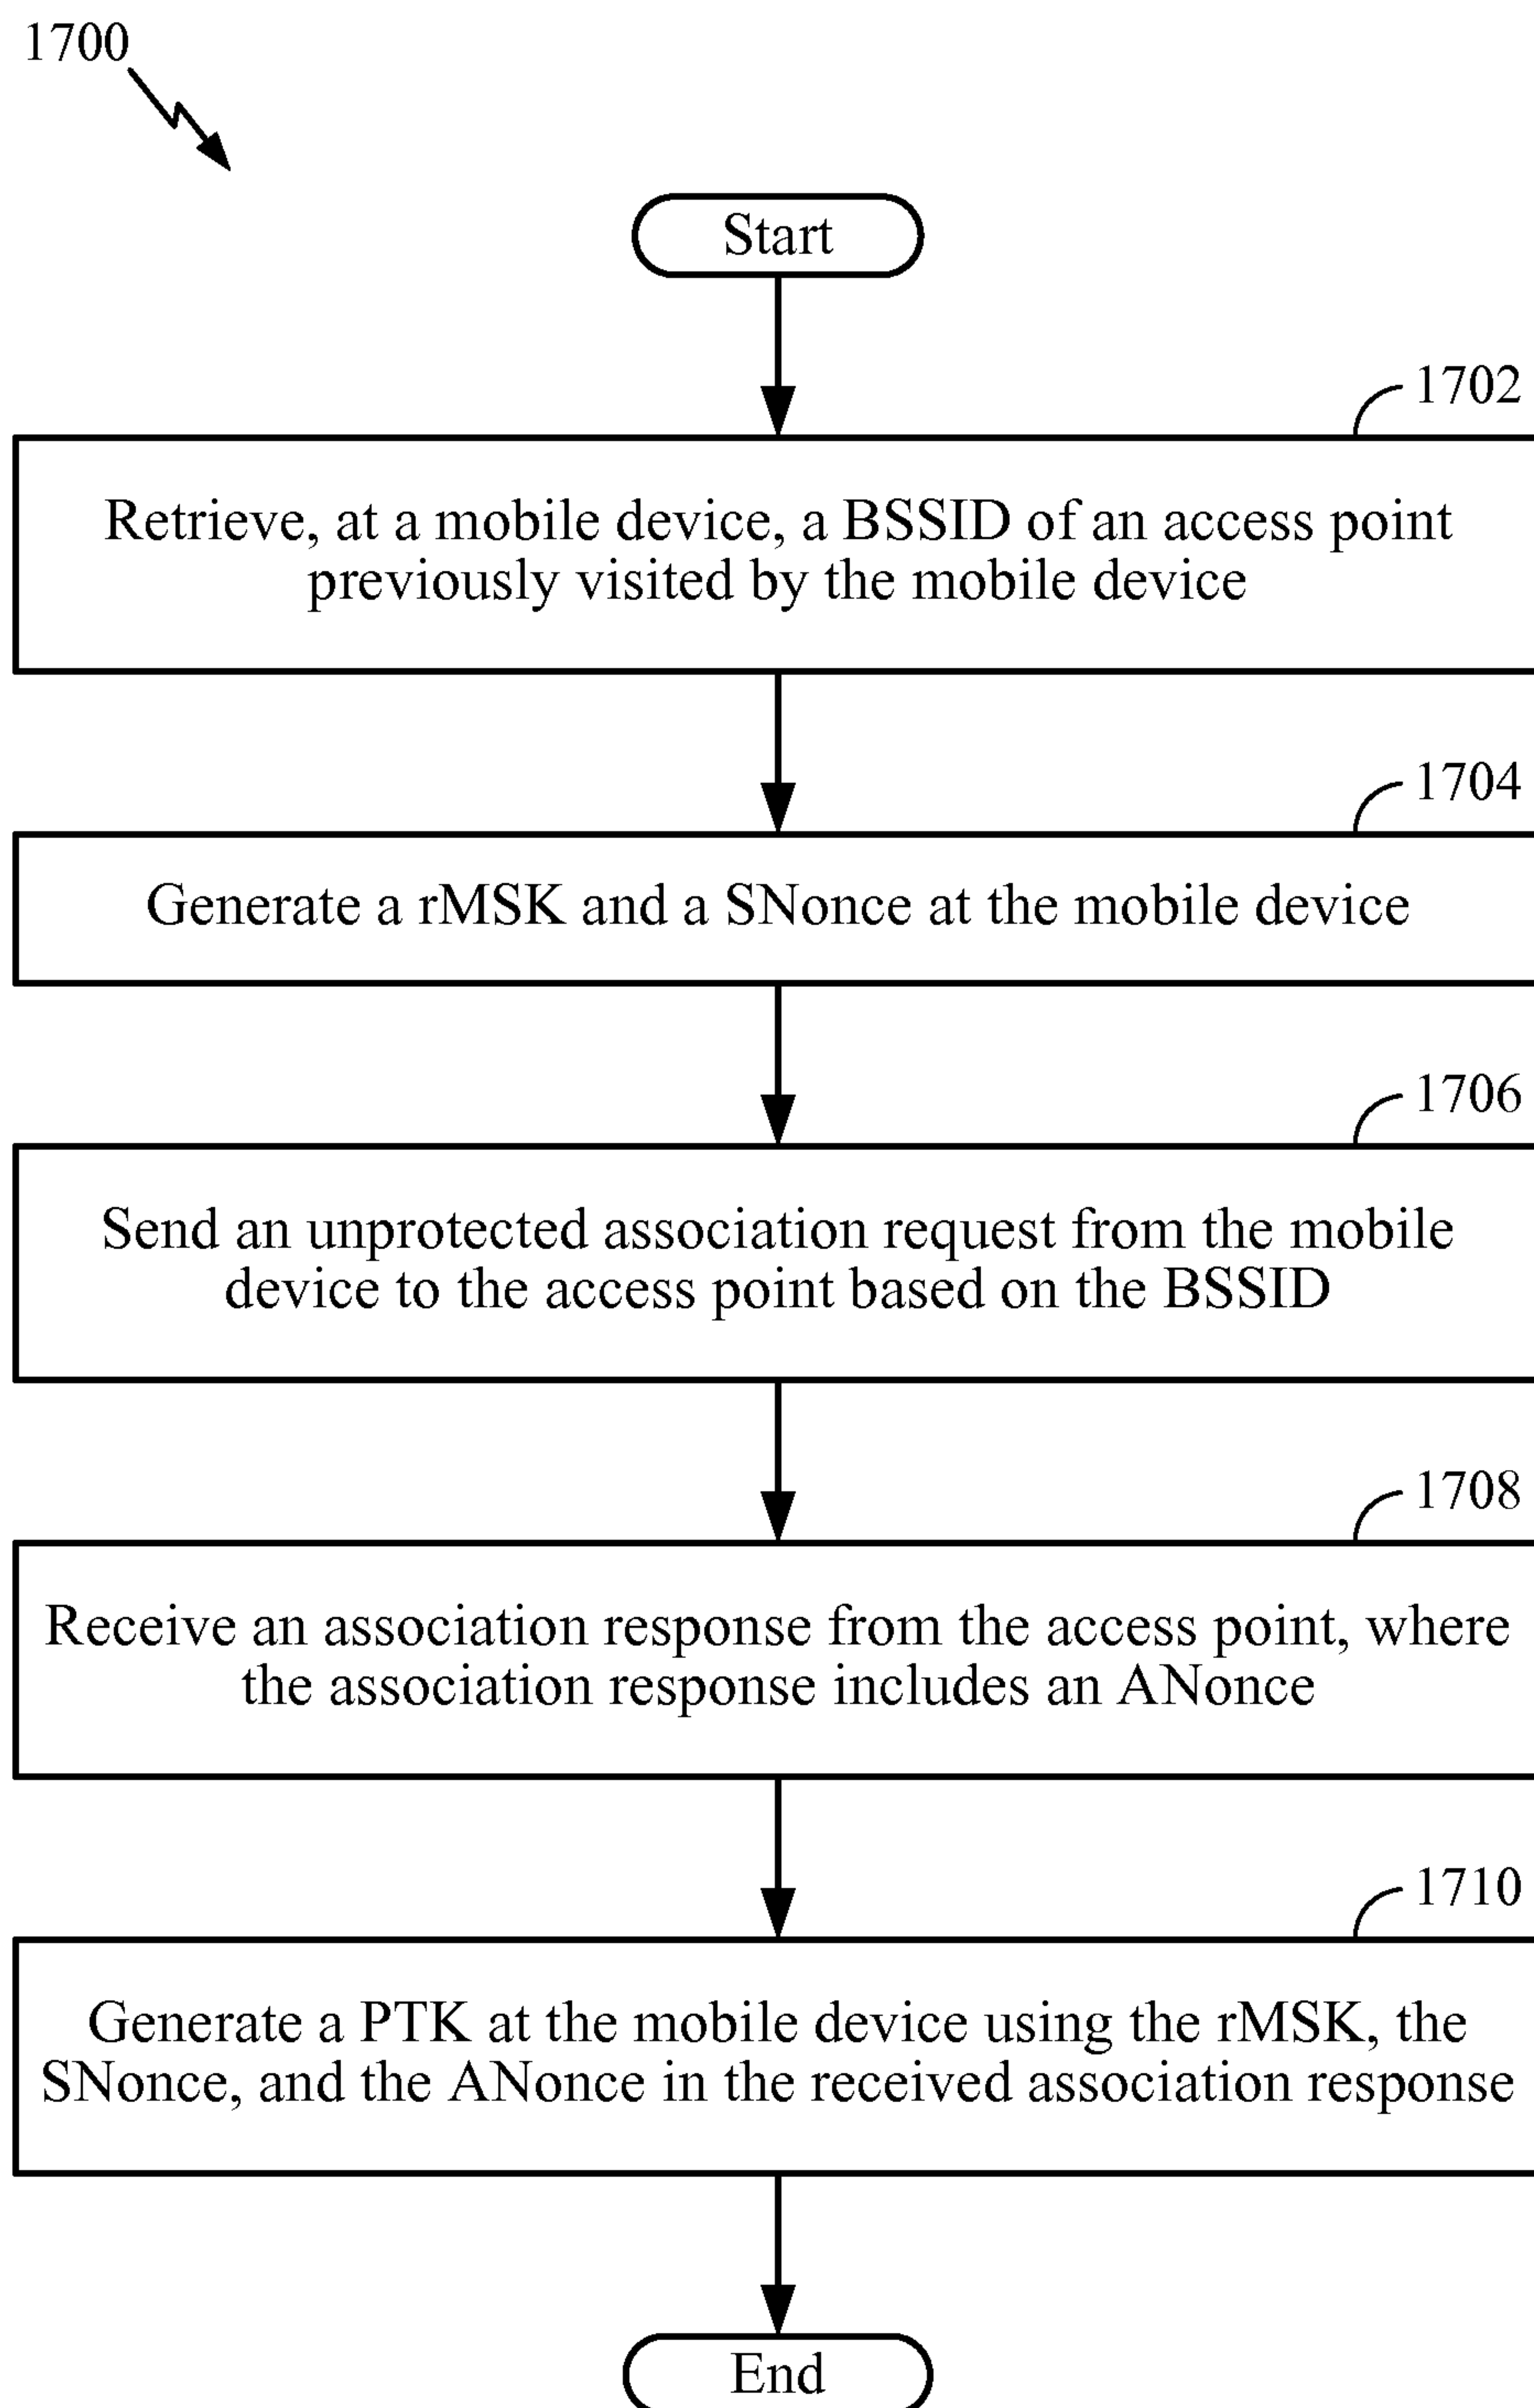 1700
Start
1702
Retrieve, at a mobile device, a BSSID of an access point
previously visited by the mobile device
1704
Generate a rMSK and a SNonce at the mobile device
1706
Send an unprotected association request from the mobile
device to the access point based on the BSSID
1708
Receive an association response from the access point, where
the association response includes an ANonce
1710
Generate a PTK at the mobile device using the rMSK, the
SNonce, and the ANonce in the received association response
End